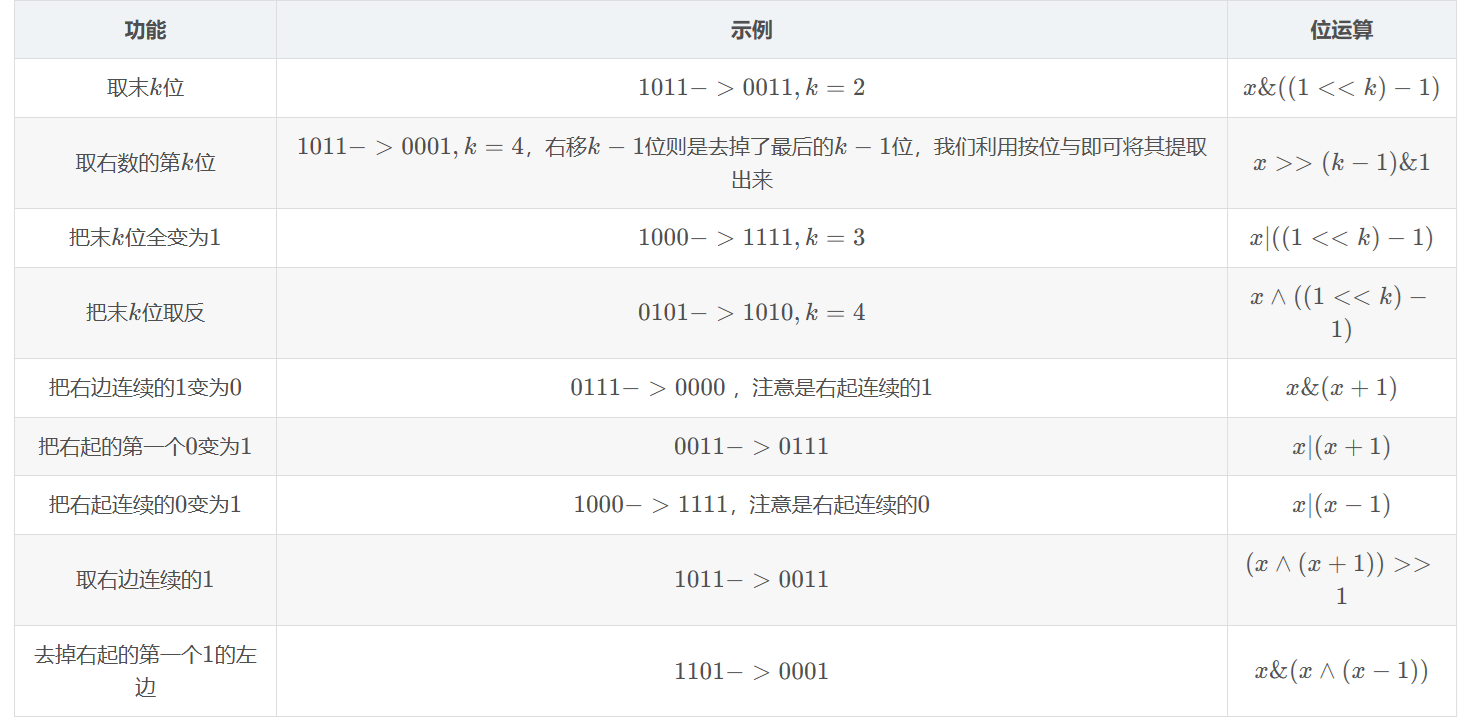 功能 示例 位运算
取末k位 1011− > 0011, k = 2 x&((1 << k) − 1)
取右数的第k位 1011− > 0001, k = 4，右移k − 1位则是去掉了最后的k − 1位，我们利用按位与即可将其提取
出来 x >> (k − 1)&1
把末k位全变为1 1000− > 1111, k = 3 x|((1 << k) − 1)
把末k位取反 0101− > 1010, k = 4 x ∧ ((1 << k) −
1)
把右边连续的1变为0 0111− > 0000 ，注意是右起连续的1 x&(x + 1)
把右起的第一个0变为1 0011− > 0111 x|(x + 1)
把右起连续的0变为1 1000− > 1111，注意是右起连续的0 x|(x − 1)
取右边连续的1 1011− > 0011 (x ∧ (x + 1)) >>
1
去掉右起的第一个1的左
边 1101− > 0001 x&(x ∧ (x − 1))